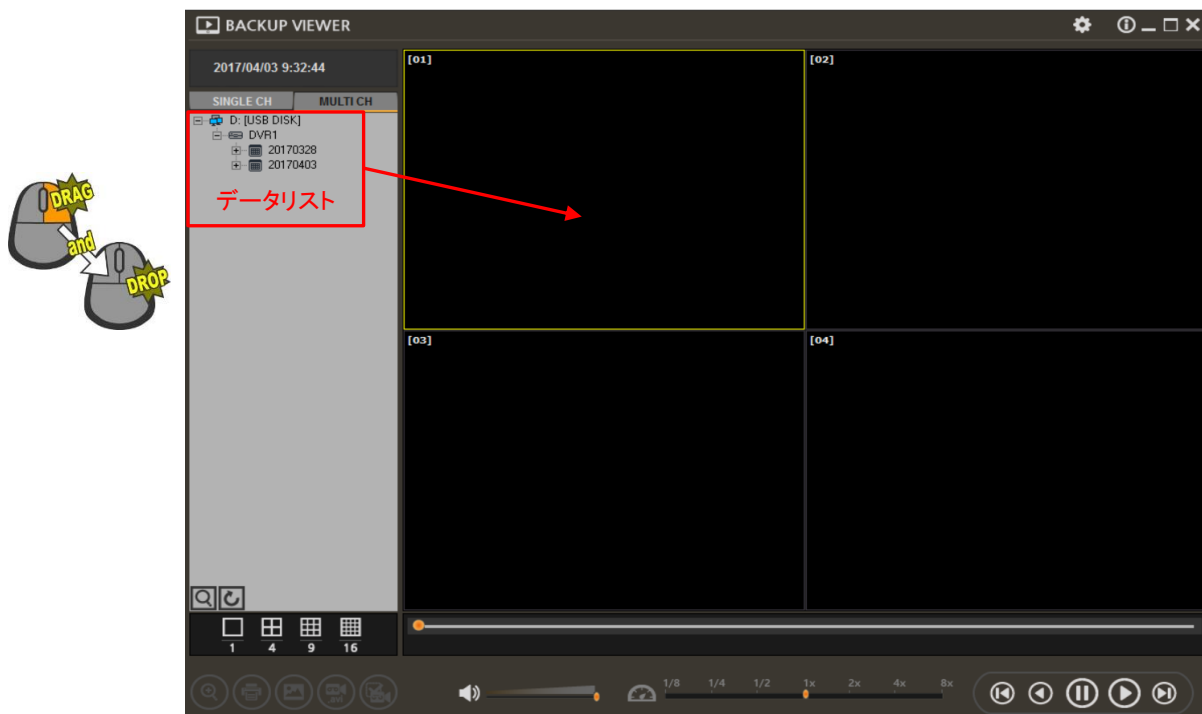 BACKUP VIEWER
2017/04/03 9:32:44
SINGLE CH MULTI CH
D: [USB DISK]
DVR1
20170328
20170403
データリスト
DRAG
and
DROP
[01]
[02]
[03]
[04]
1 4 9 16
1/8 1/4 1/2 1x 2x 4x 8x